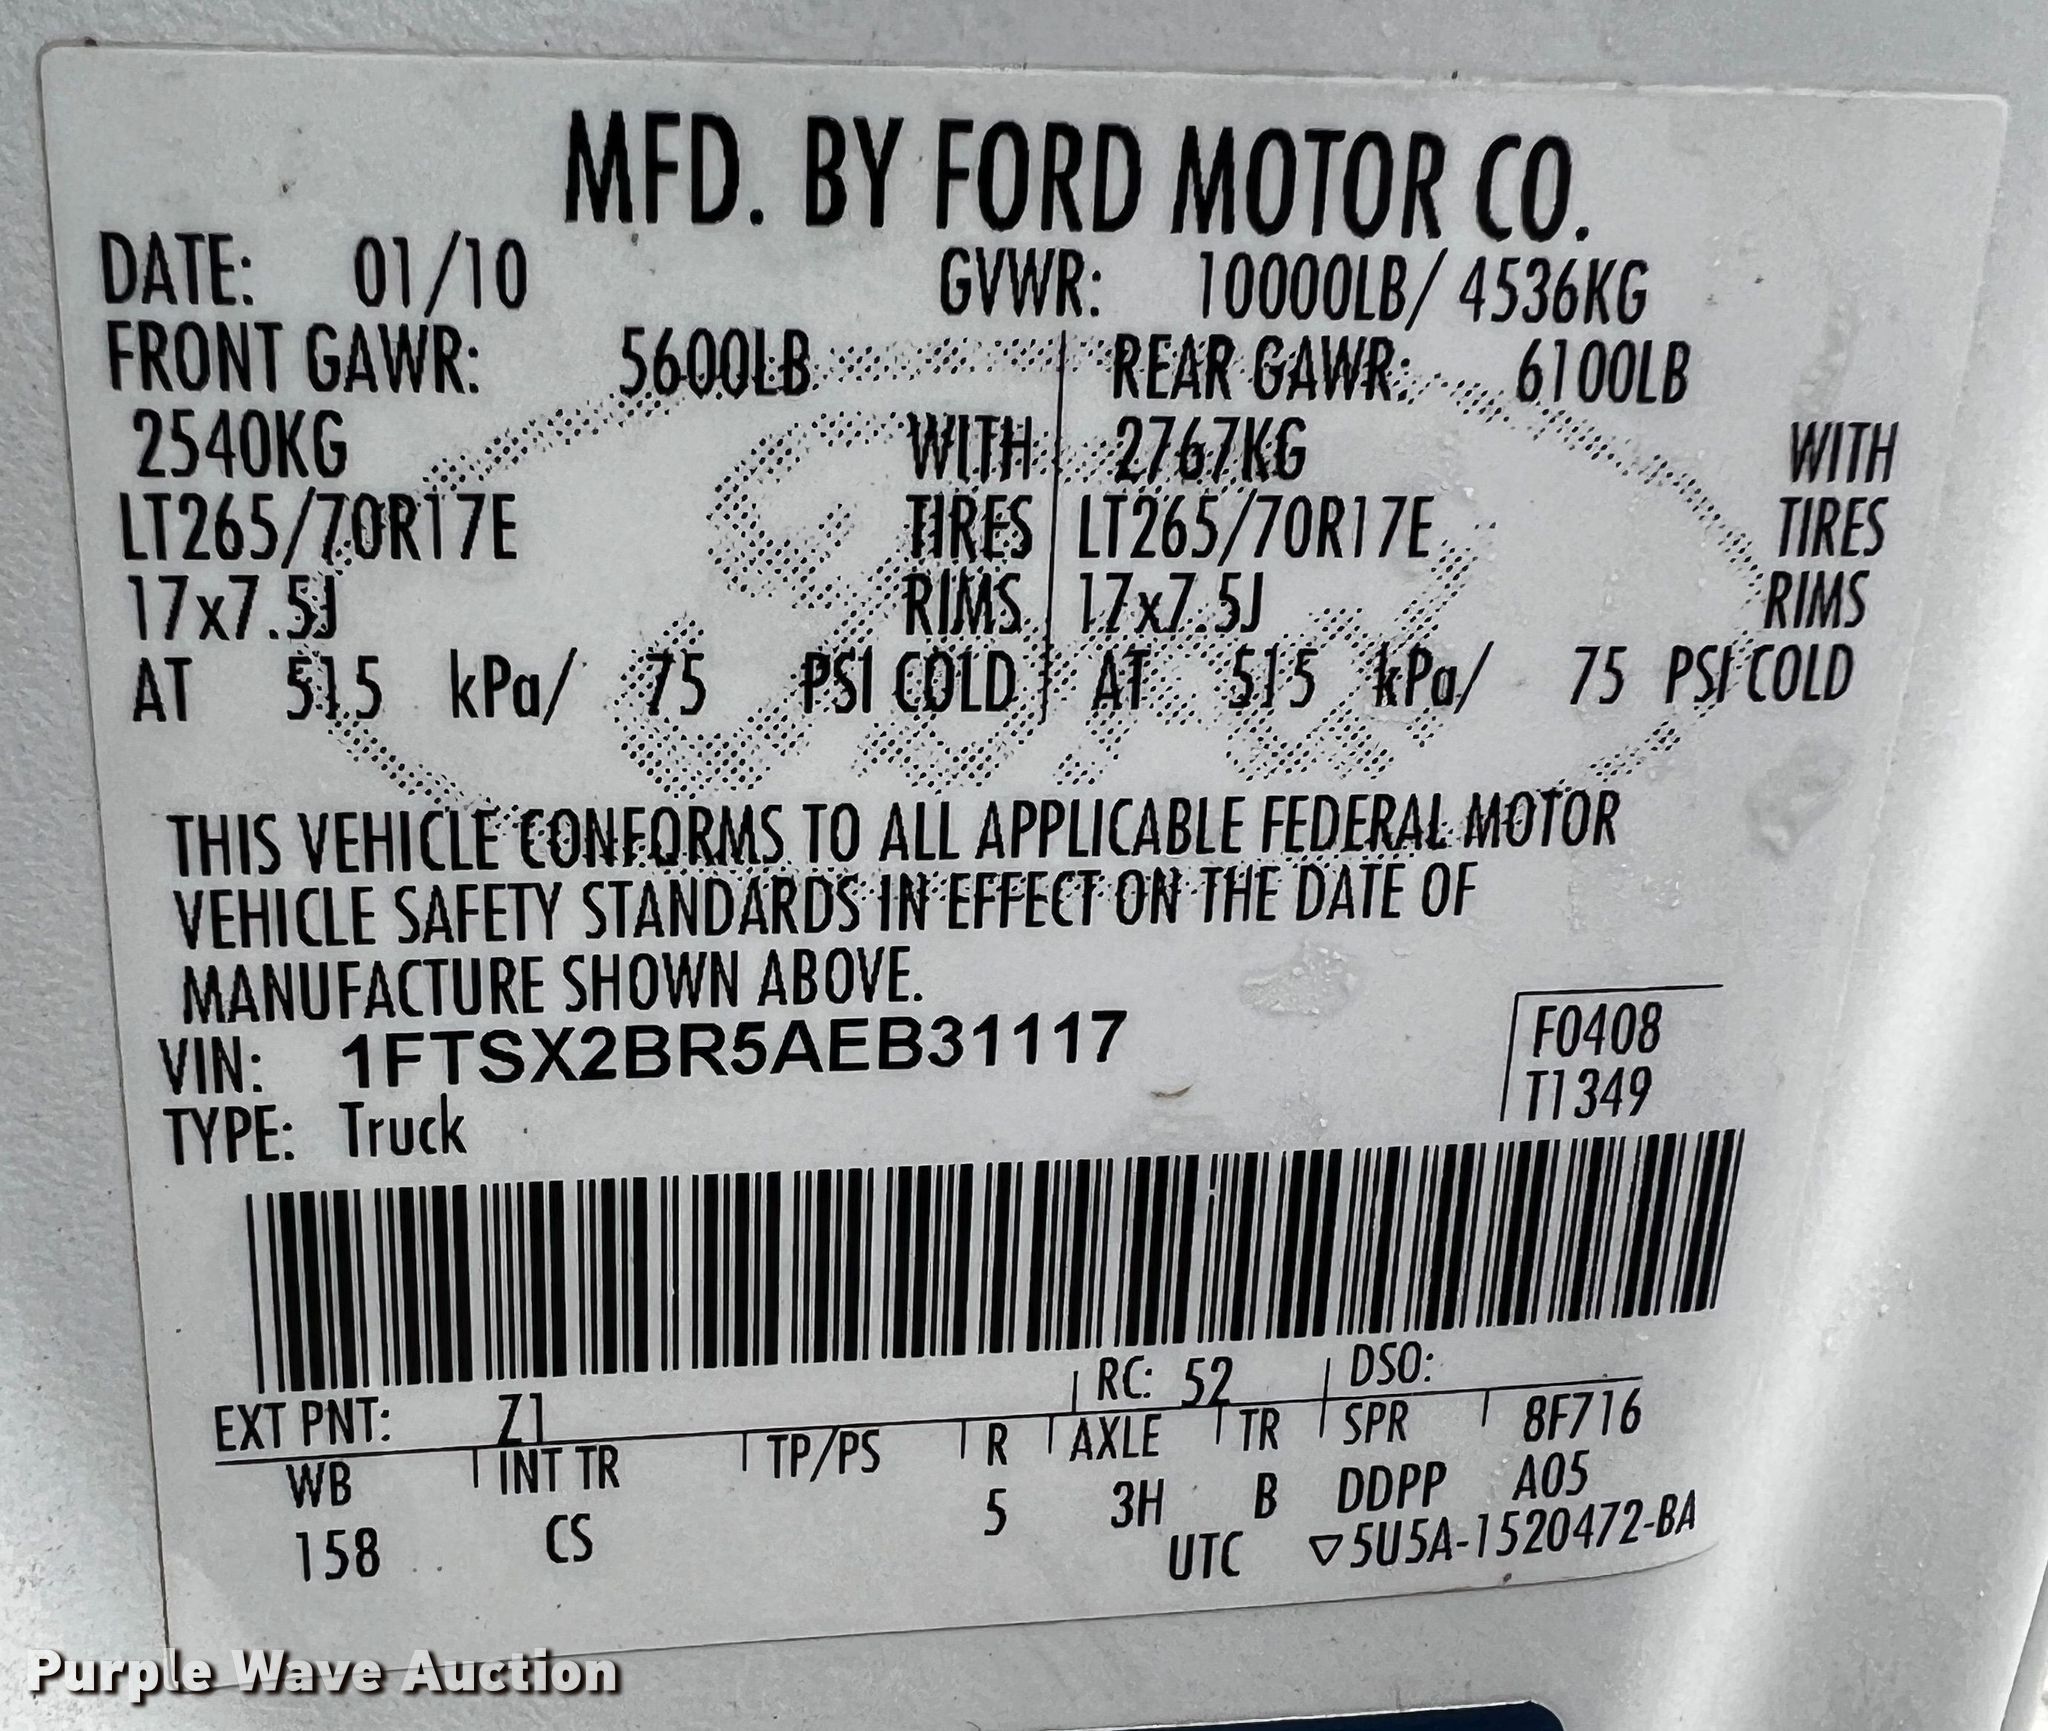 MFD. BY FORD MOTOR CO.
DATE: 01/10 GVWR: 10000LB/ 4536KG
FRONT GAWR: 5600LB REAR GAWR: 6100LB
2540KG WITH 2767KG WITH
LT265/70R17E TIRES LT265/70R17E TIRES
17x7.5J RIMS 17x7.5J RIMS
AT 515 kPa/ 75 PSI COLD AT 515 kPa/ 75 PSI COLD
THIS VEHICLE CONFORMS TO ALL APPLICABLE FEDERAL MOTOR
VEHICLE SAFETY STANDARDS IN EFFECT ON THE DATE OF
MANUFACTURE SHOWN ABOVE.
VIN: 1FTSX2BR5AEB31117 F0408
TYPE: Truck T1349
EXT PNT: Z1 RC: 52 DSO:
WB INT TR TP/PS R AXLE TR SPR 8F716
158 CS 5 3H B DDPP A05
UTC ▽5U5A-1520472-BA
Purple Wave Auction